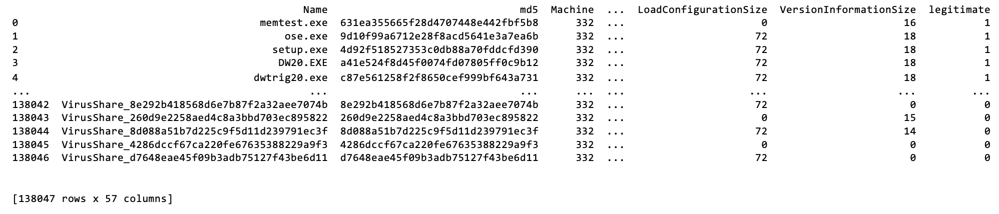 Name md5 Machine ... LoadConfigurationSize VersionInformationSize legitimate
0 memtest.exe 631ea355665f28d4707448e442fbf5b8 332 ... 0 16 1
1 ose.exe 9d10f99a6712e28f8acd5641e3a7ea6b 332 ... 72 18 1
2 setup.exe 4d92f518527353c0db88a70fddcfd390 332 ... 72 18 1
3 DW20.EXE a41e524f8d45f0074fd07805ff0c9b12 332 ... 72 18 1
4 dwtrig20.exe c87e561258f2f8650cef999bf643a731 332 ... 72 18 1
... ... ... ... ... ... ... ...
138042 VirusShare_8e292b418568d6e7b87f2a32aee7074b 8e292b418568d6e7b87f2a32aee7074b 332 ... 72 0 0
138043 VirusShare_260d9e2258aed4c8a3bbd703ec895822 260d9e2258aed4c8a3bbd703ec895822 332 ... 0 15 0
138044 VirusShare_8d088a51b7d225c9f5d11d239791ec3f 8d088a51b7d225c9f5d11d239791ec3f 332 ... 72 14 0
138045 VirusShare_4286dccf67ca220fe67635388229a9f3 4286dccf67ca220fe67635388229a9f3 332 ... 0 0 0
138046 VirusShare_d7648eae45f09b3adb75127f43be6d11 d7648eae45f09b3adb75127f43be6d11 332 ... 72 0 0
[138047 rows x 57 columns]